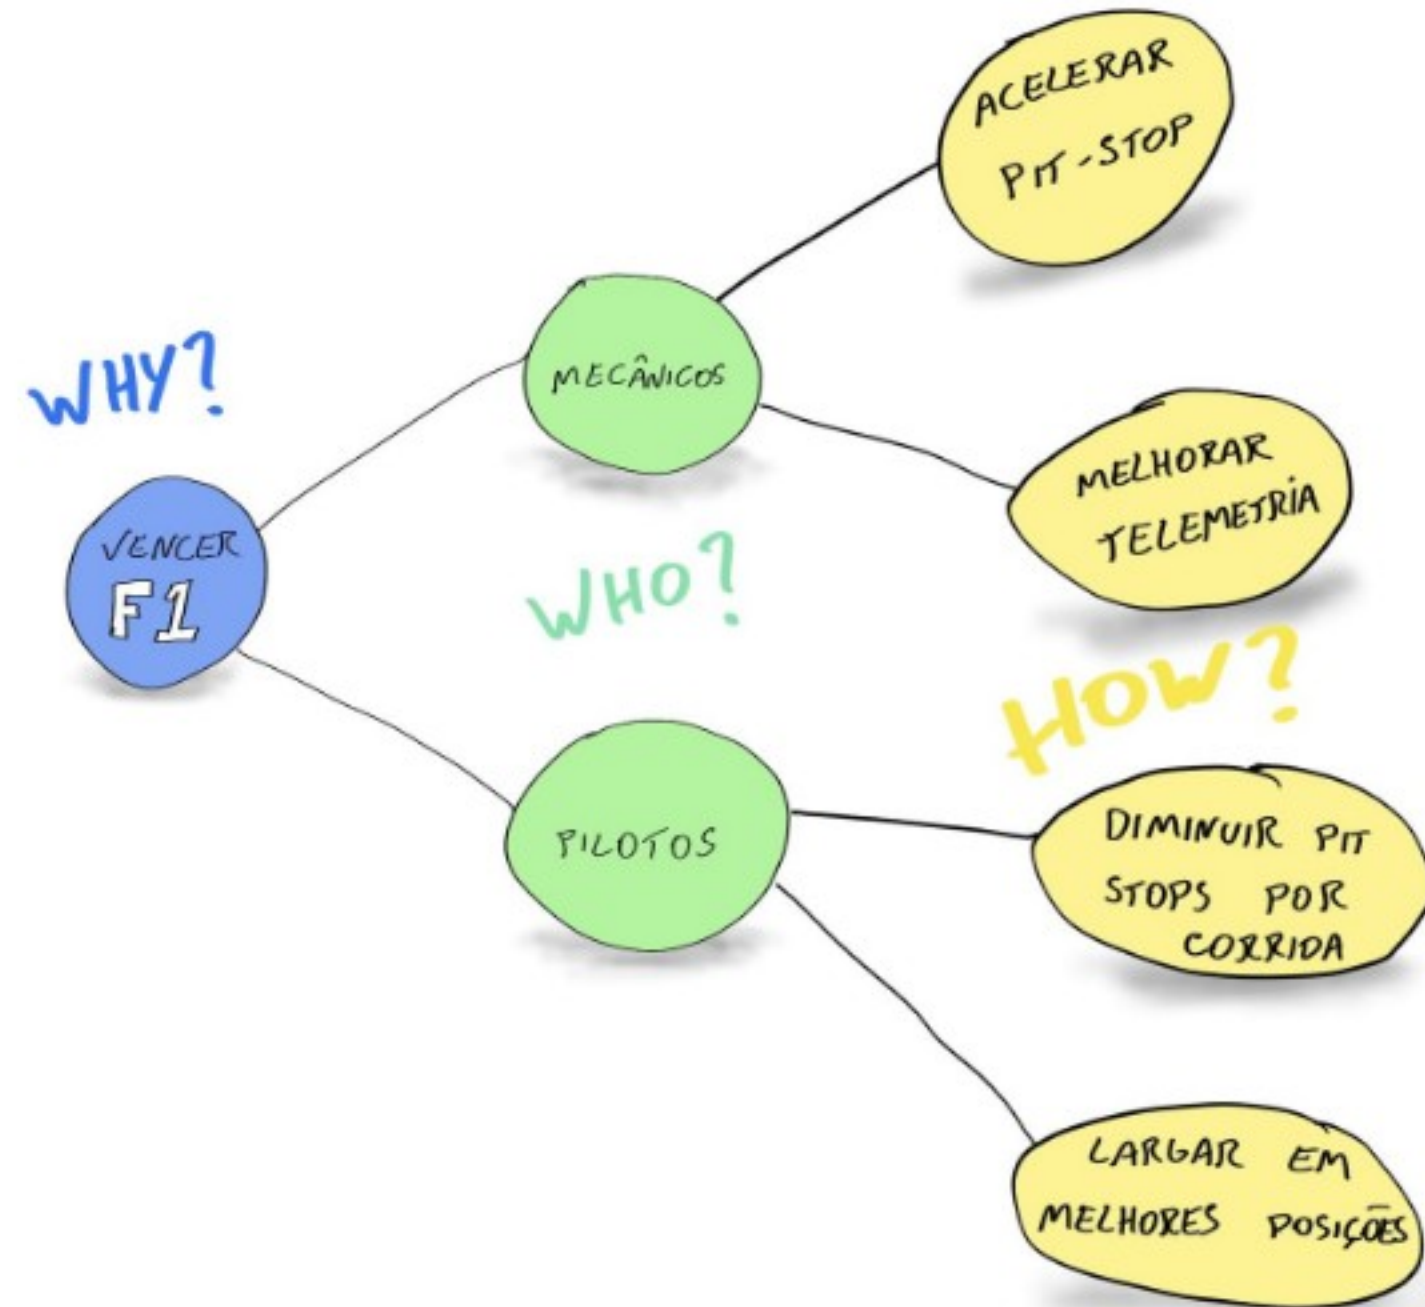 WHY?
VENCER
F1
MECÂNICOS
WHO?
PILOTOS
ACELERAR
PIT-STOP
MELHORAR
TELEMETRIA
HOW?
DIMINUIR PIT
STOPS POR
CORRIDA
LARGAR EM
MELHORES POSIÇÕES